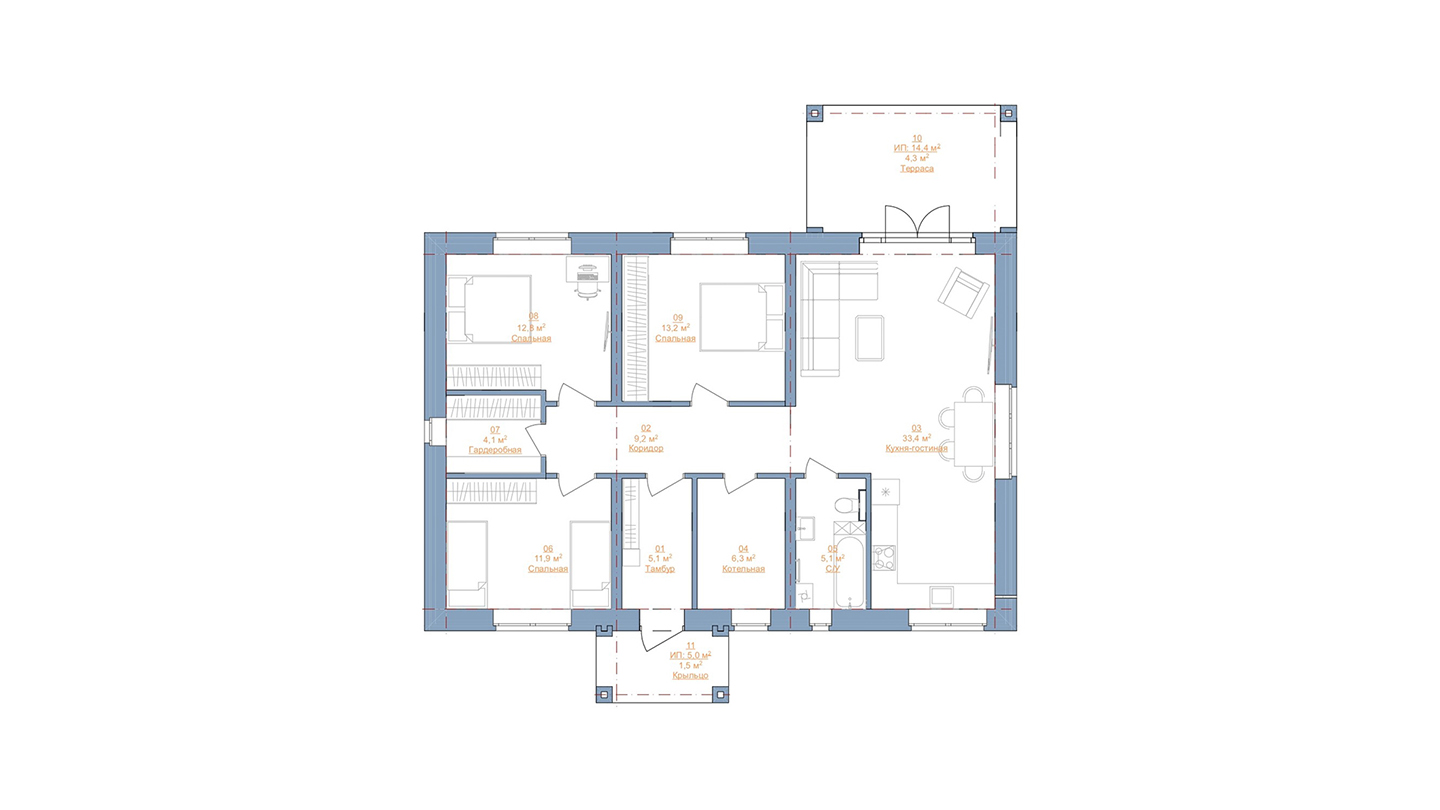 10
ИП: 14,4 м²
4,3 м²
Терраса
08
12,8 м²
Спальная
09
13,2 м²
Спальная
07
4,1 м²
Гардеробная
02
9,2 м²
Коридор
03
33,4 м²
Кухня-гостиная
06
11,9 м²
Спальная
01
5,1 м²
Тамбур
04
6,3 м²
Котельная
05
5,1 м²
С/У
11
ИП: 5,0 м²
1,5 м²
Крыльцо